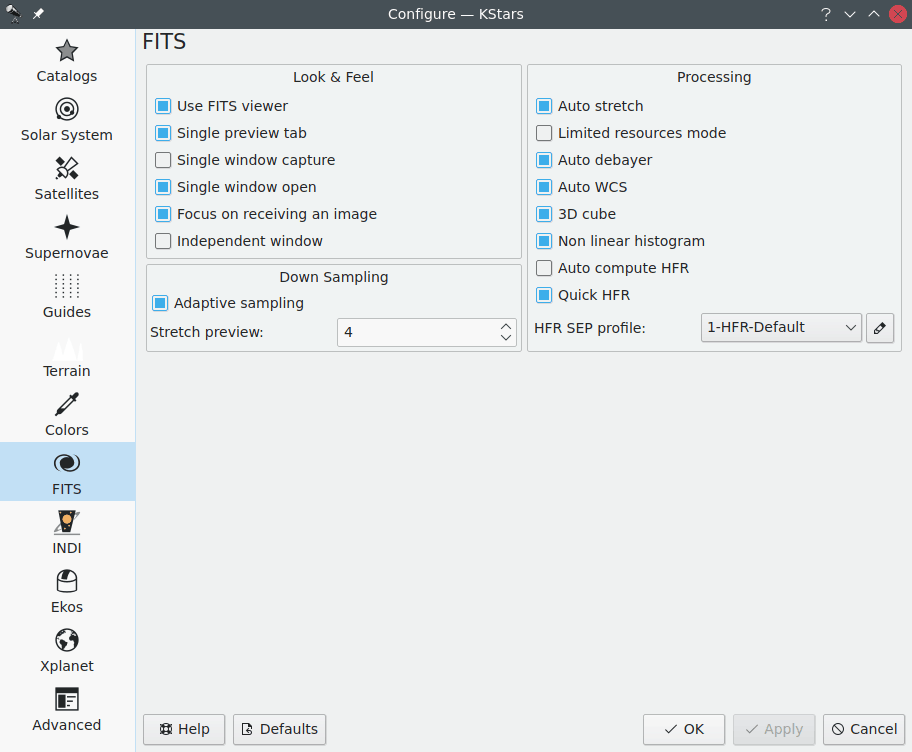 Configure — KStars
Catalogs
Solar System
Satellites
Supernovae
Guides
Terrain
Colors
FITS
INDI
Ekos
Xplanet
Advanced
FITS
Look & Feel
Use FITS viewer
Single preview tab
Single window capture
Single window open
Focus on receiving an image
Independent window
Down Sampling
Adaptive sampling
Stretch preview: 4
Processing
Auto stretch
Limited resources mode
Auto debayer
Auto WCS
3D cube
Non linear histogram
Auto compute HFR
Quick HFR
HFR SEP profile: 1-HFR-Default
Help Defaults OK Apply Cancel